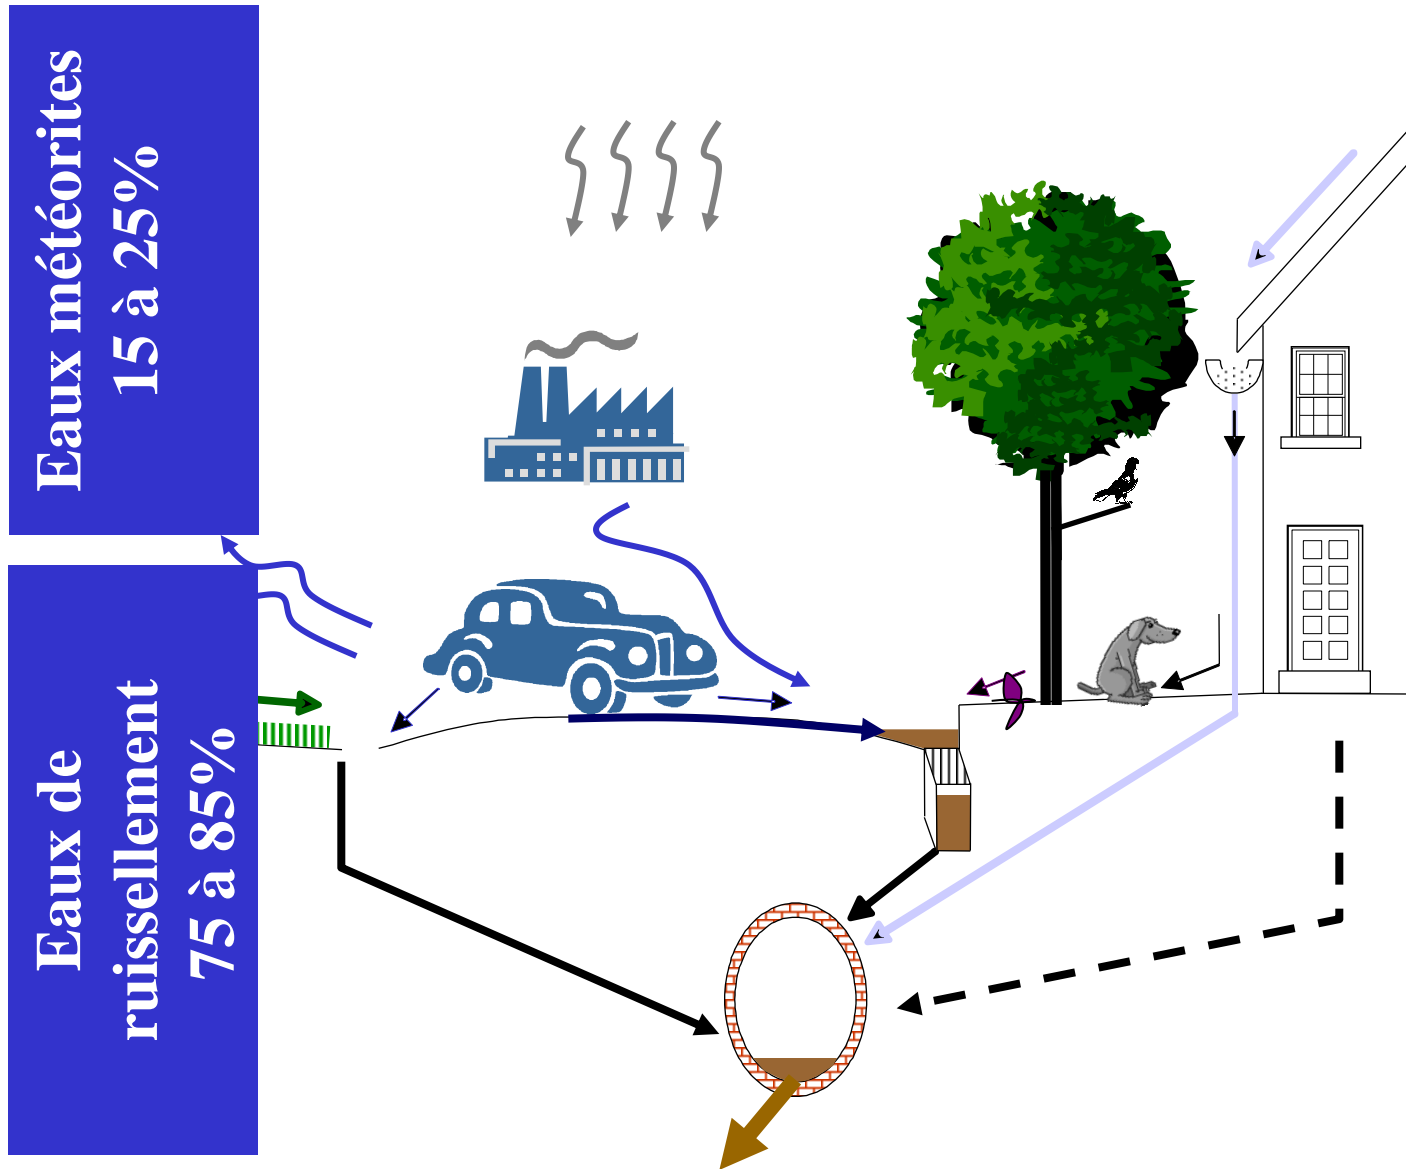 Eaux météorites
15 à 25%
Eaux de
ruissellement
75 à 85%